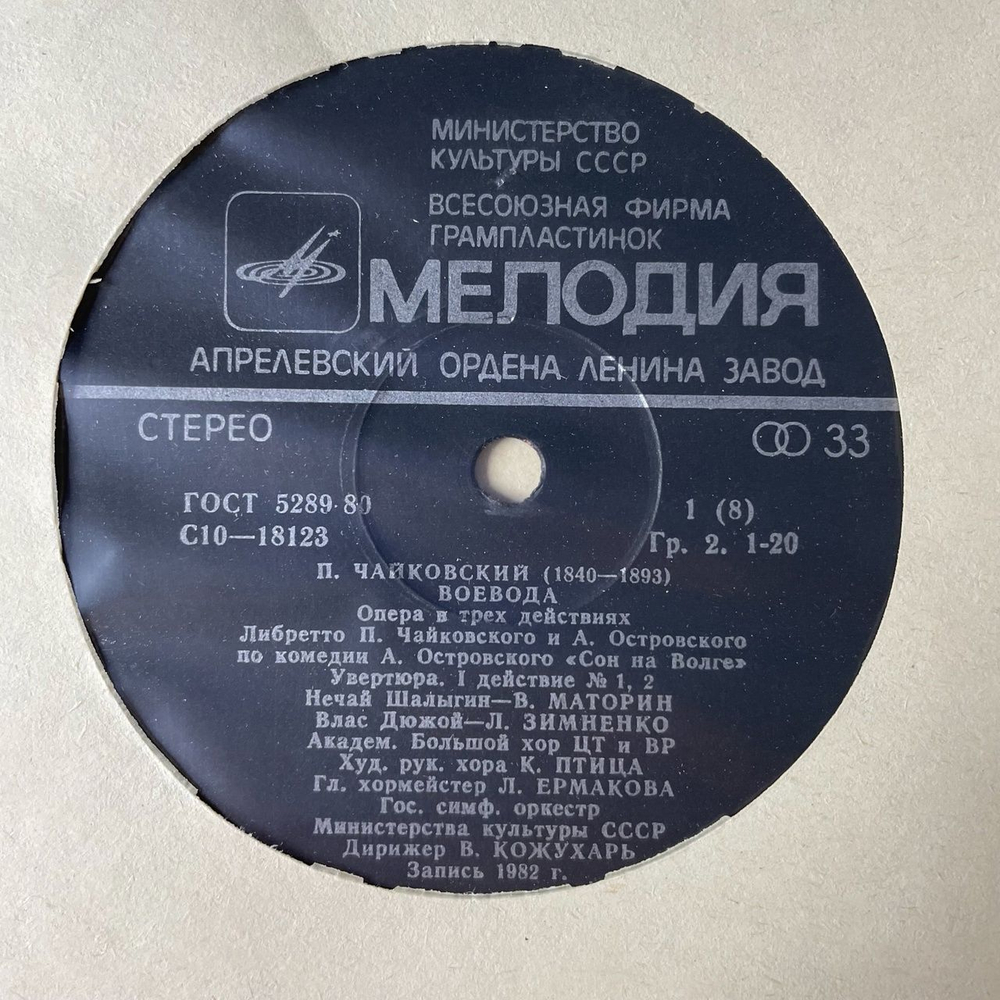 МИНИСТЕРСТВО
КУЛЬТУРЫ СССР
ВСЕСОЮЗНАЯ ФИРМА
ГРАМПЛАСТИНОК
МЕЛОДИЯ
АПРЕЛЕВСКИЙ ОРДЕНА ЛЕНИНА ЗАВОД
СТЕРЕО 33
ГОСТ 5289-80 1 (8)
С10—18123 Гр. 2. 1-20
П. ЧАЙКОВСКИЙ (1840—1893)
ВОЕВОДА
Опера в трех действиях
Либретто П. Чайковского и А. Островского
по комедии А. Островского «Сон на Волге»
Увертюра. I действие № 1, 2
Нечай Шалыгин—В. МАТОРИН
Влас Дюжой—Л. ЗИМНЕНКО
Академ. Большой хор ЦТ и ВР
Худ. рук. хора К. ПТИЦА
Гл. хормейстер Л. ЕРМАКОВА
Гос. симф. оркестр
Министерства культуры СССР
Дирижер В. КОЖУХАРЬ
Запись 1982 г.